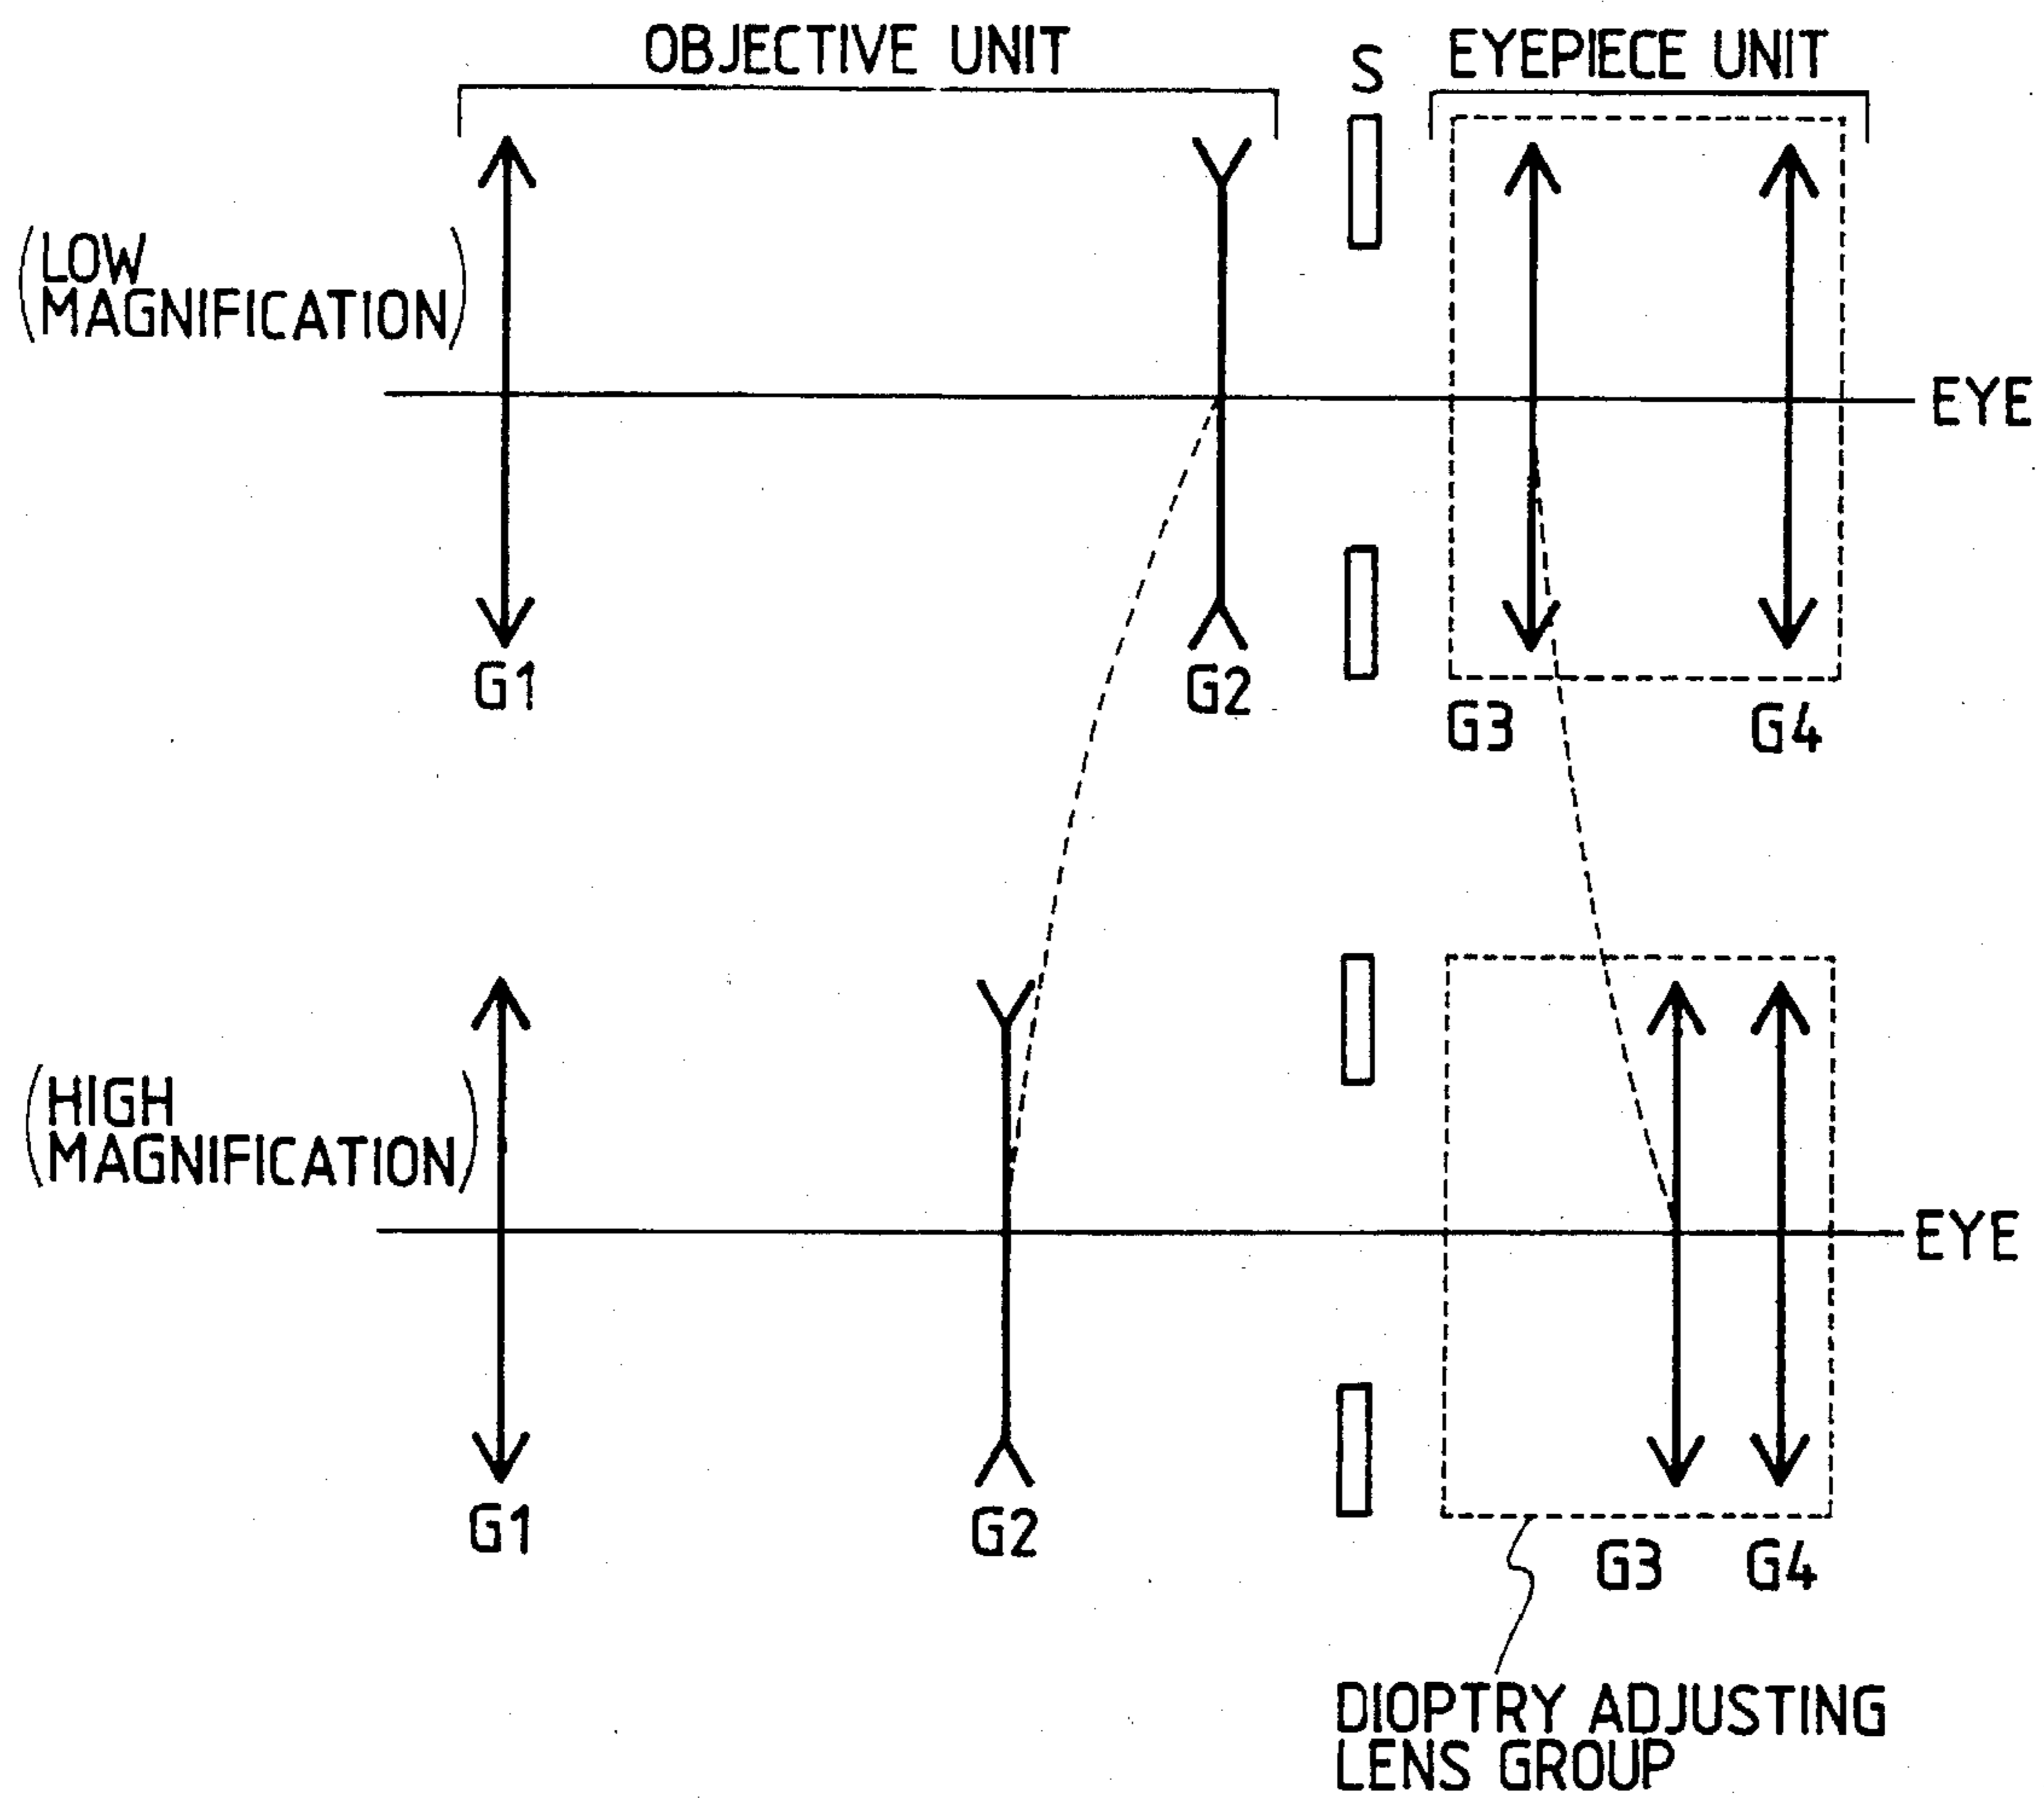 OBJECTIVE UNIT
S
EYEPIECE UNIT
(LOW
MAGNIFICATION)
EYE
G1
G2
G3
G4
(HIGH
MAGNIFICATION)
EYE
G1
G2
G3
G4
DIOPTRY ADJUSTING
LENS GROUP